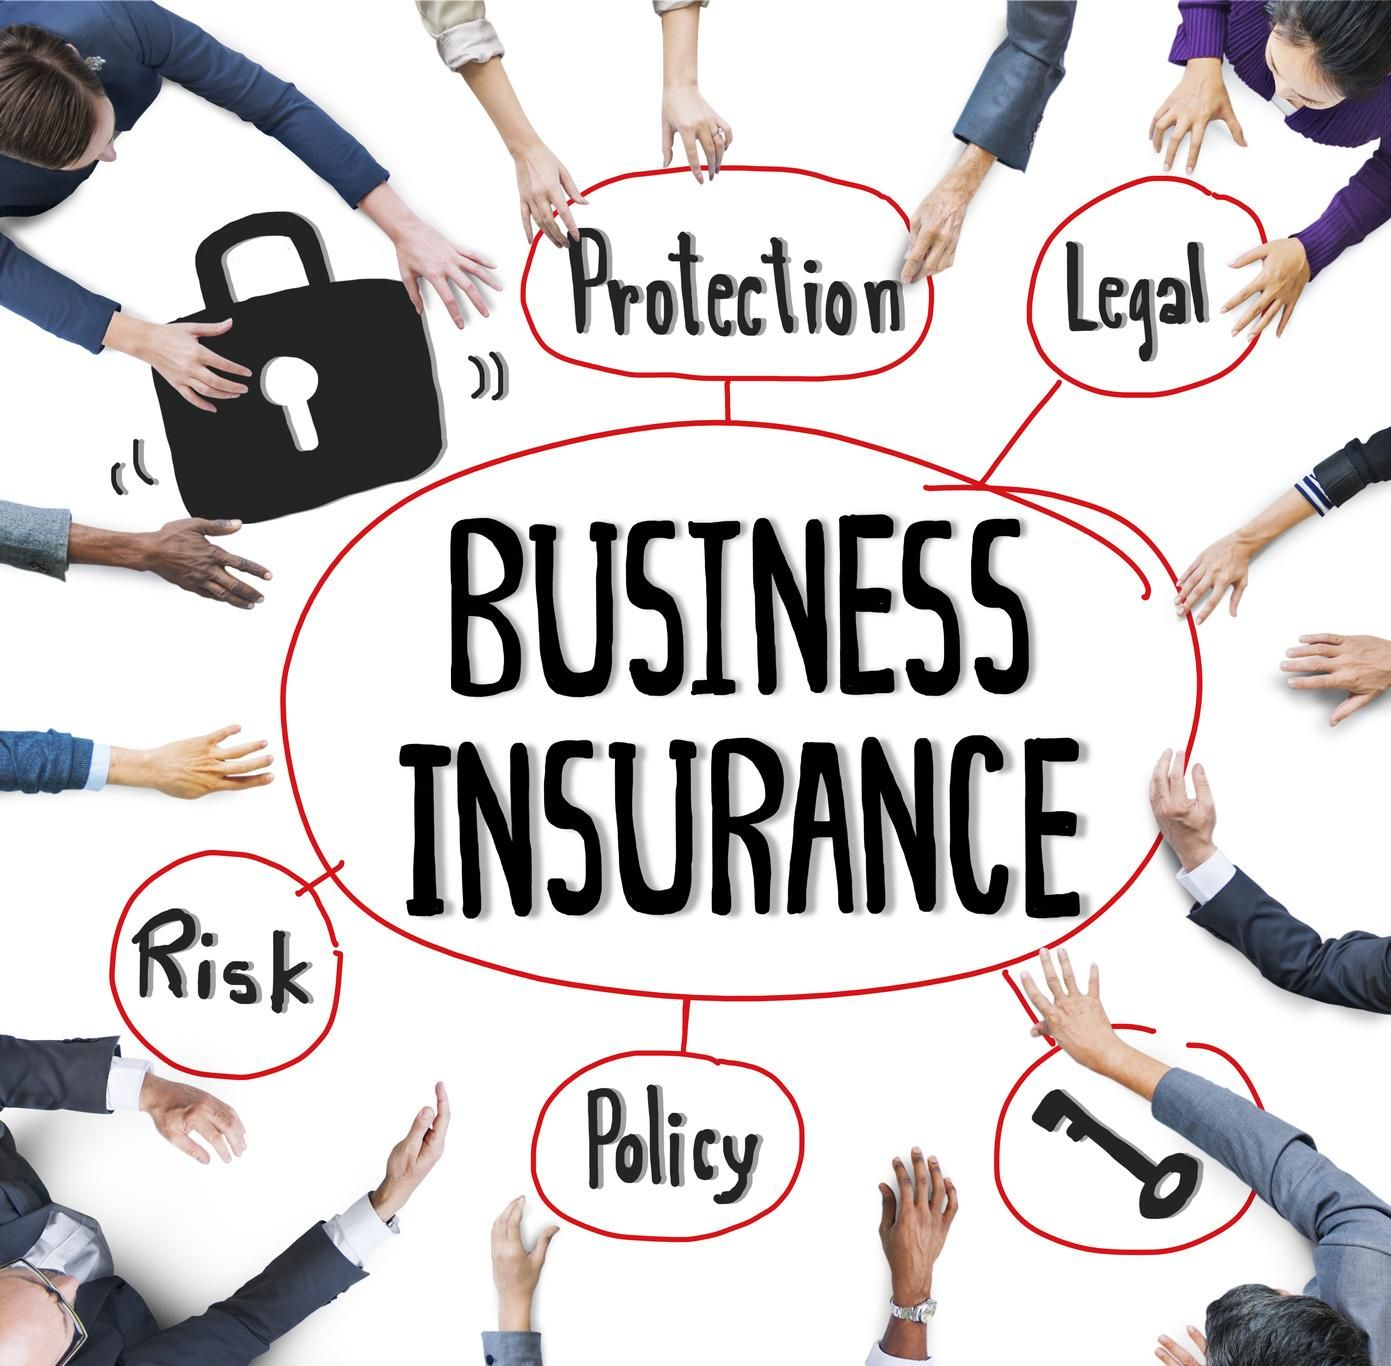 Protection
Legal
BUSINESS
INSURANCE
Risk
Policy